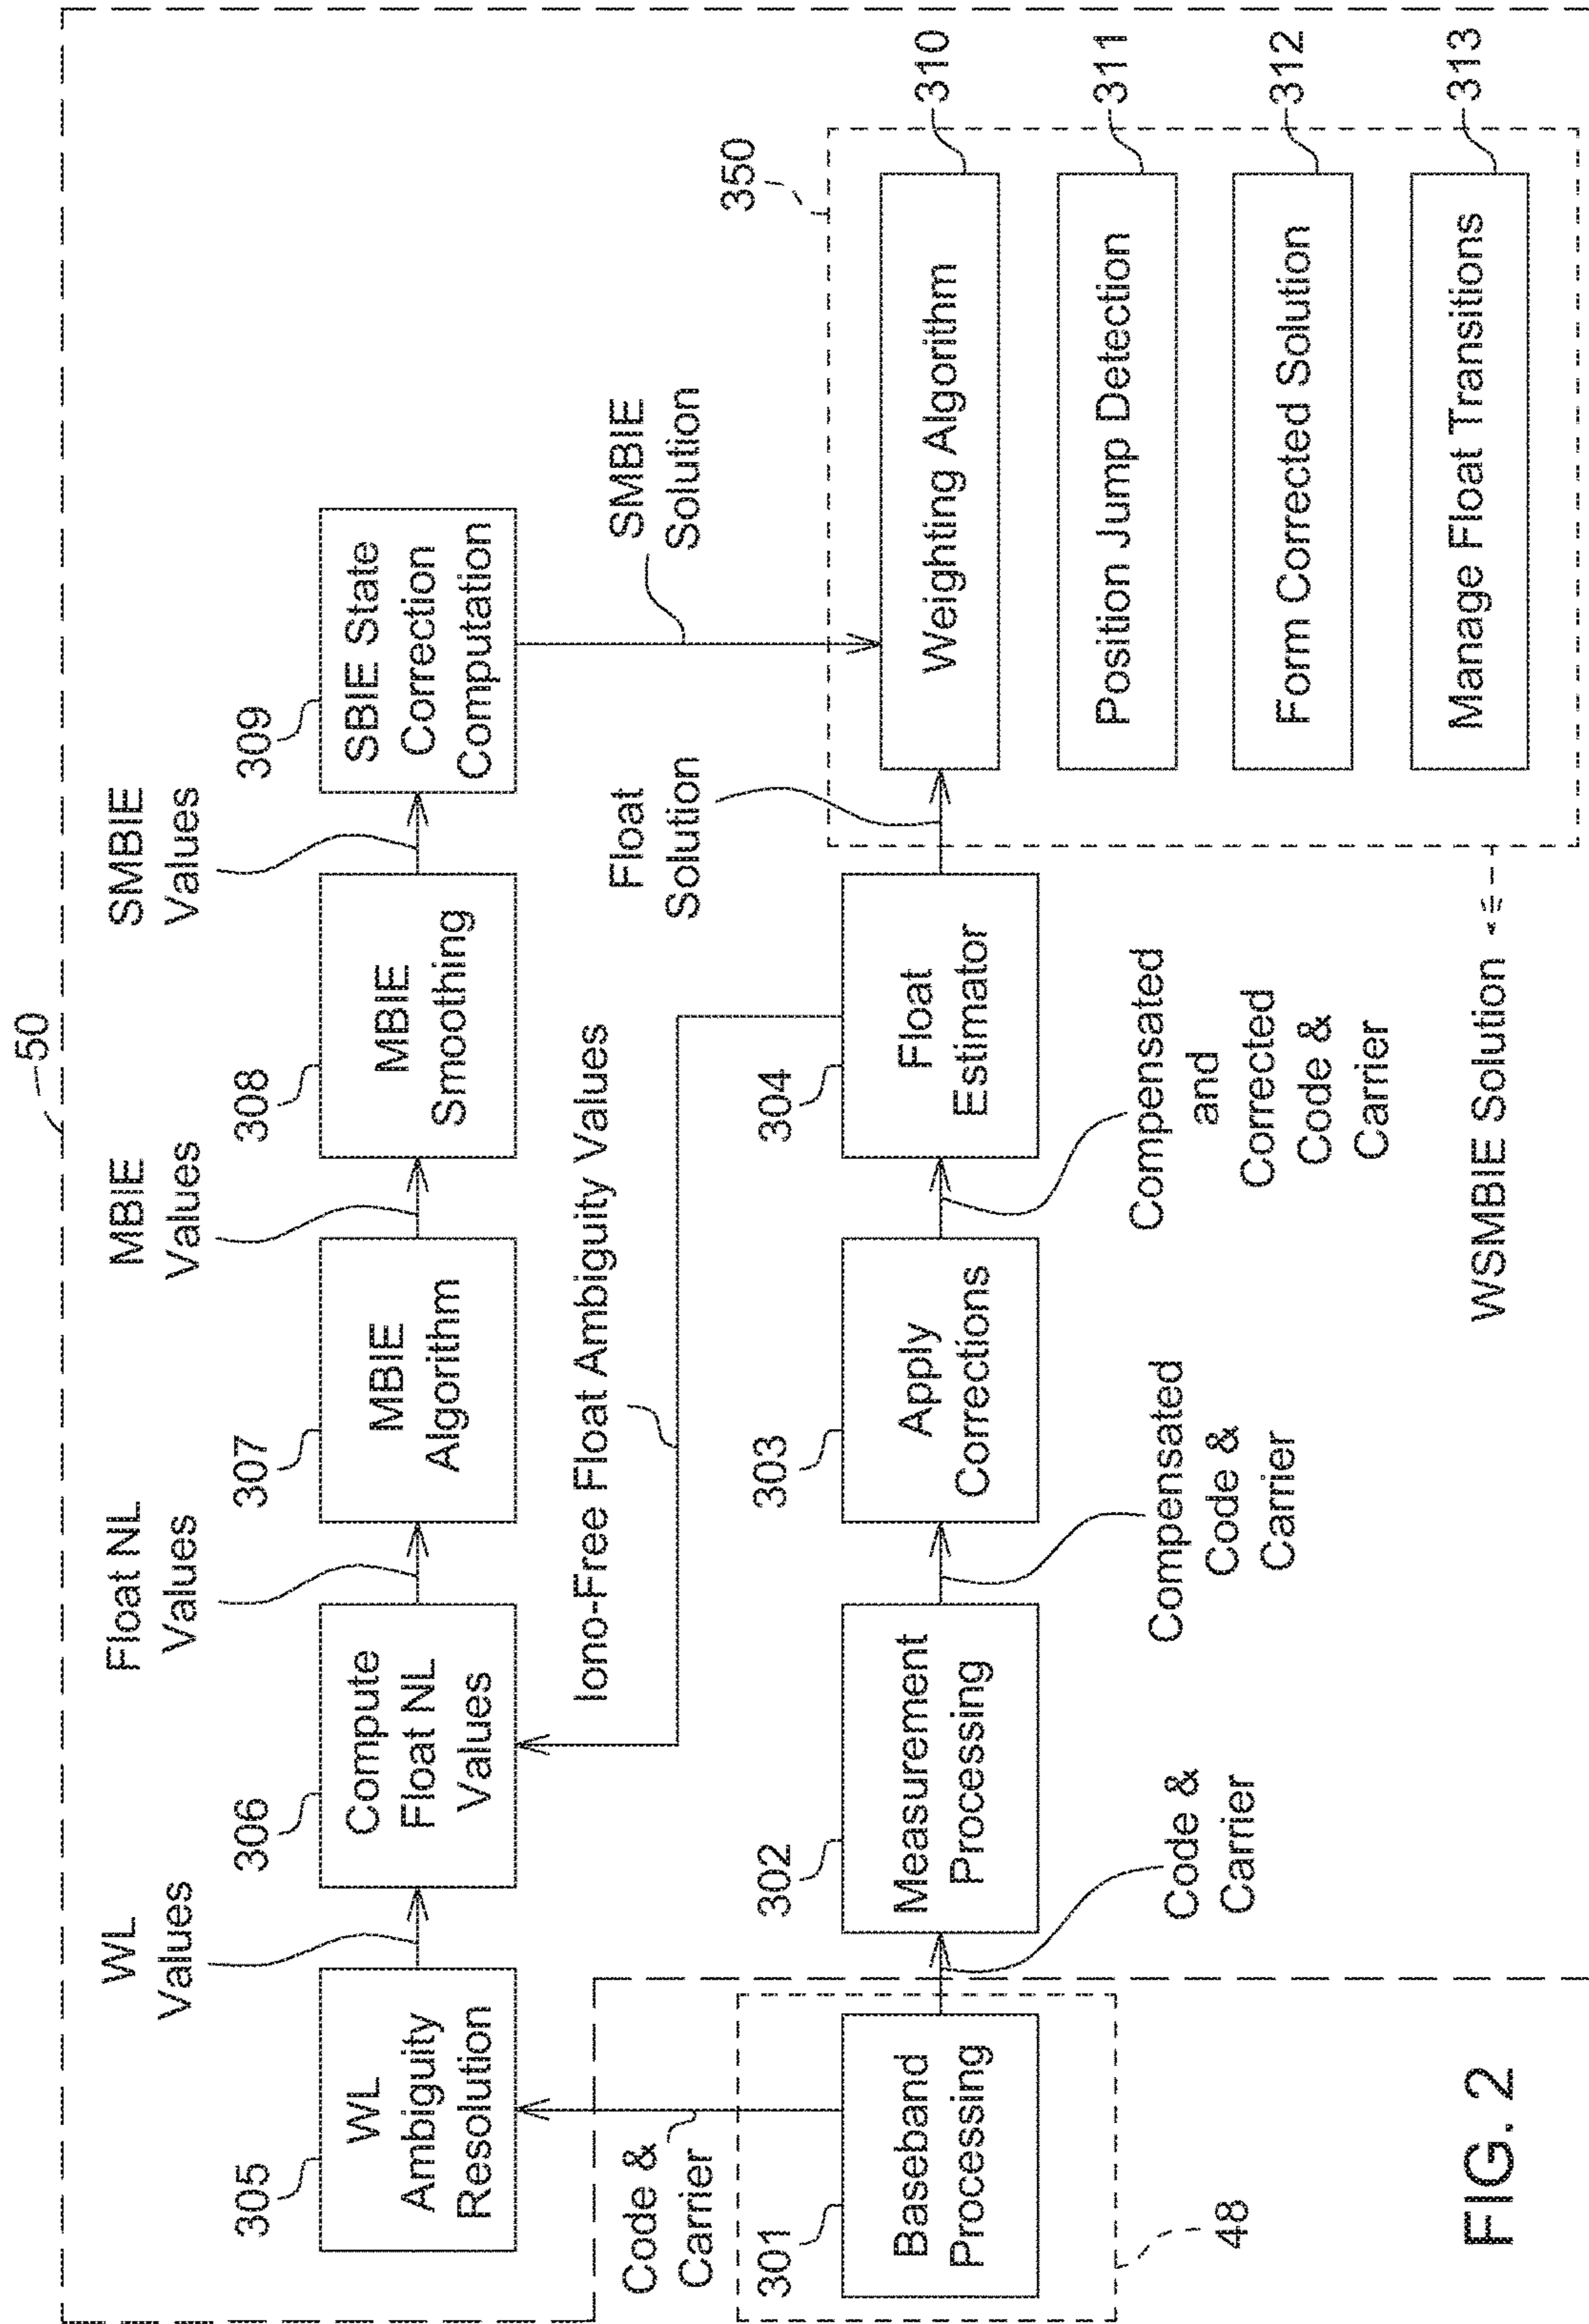 50
WL
Values
Float NL
Values
MBIE
Values
SMBIE
Values
305
306
307
308
309
WL
Ambiguity
Resolution
Compute
Float NL
Values
MBIE
Algorithm
MBIE
Smoothing
SBIE State
Correction
Computation
Code &
Carrier
Iono-Free Float Ambiguity Values
Float
Solution
SMBIE
Solution
350
301
302
303
304
Baseband
Processing
Measurement
Processing
Apply
Corrections
Float
Estimator
Weighting Algorithm
310
Position Jump Detection
311
Form Corrected Solution
312
Manage Float Transitions
313
48
Code &
Carrier
Compensated
Code &
Carrier
Compensated
and
Corrected
Code &
Carrier
WSMBIE Solution
FIG. 2